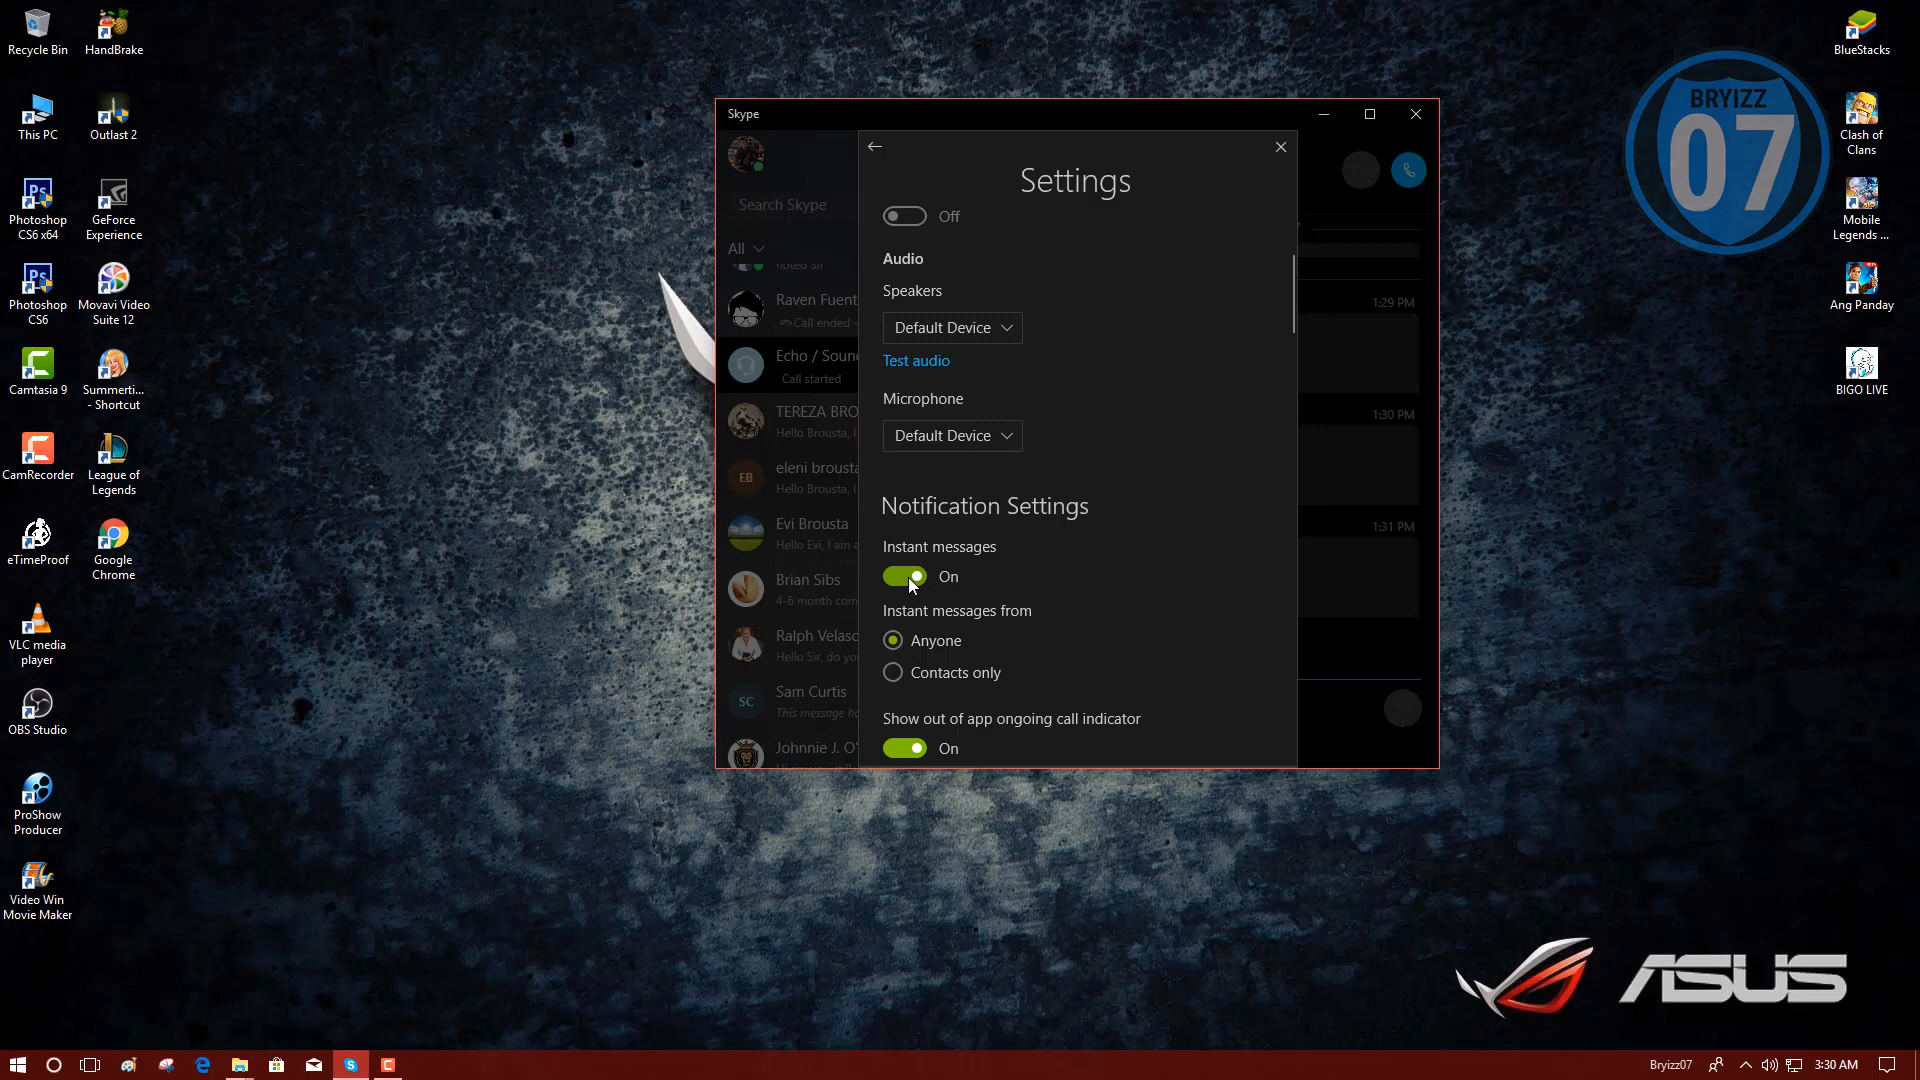 Recycle Bin
HandBrake
This PC
Outlast 2
Photoshop
CS6 x64
GeForce
Experience
Photoshop
CS6
Movavi Video
Suite 12
Camtasia 9
Summerti...
- Shortcut
CamRecorder
League of
Legends
eTimeProof
Google
Chrome
VLC media
player
OBS Studio
ProShow
Producer
Video Win
Movie Maker
Skype
Search Skype
All
noted Sir
Raven Fuent
Call ended -
Echo / Soun
Call started
TEREZA BRO
Hello Brousta, I
EB
eleni brousta
Hello Brousta, I
Evi Brousta
Hello Evi, I am a
Brian Sibs
4-6 month com
Ralph Velasc
Hello Sir, do yo
SC
Sam Curtis
This message ha
Johnnie J. O'
Settings
Off
Audio
Speakers
Default Device
Test audio
Microphone
Default Device
Notification Settings
Instant messages
On
Instant messages from
Anyone
Contacts only
Show out of app ongoing call indicator
On
1:29 PM
1:30 PM
1:31 PM
BRYIZZ
07
BlueStacks
Clash of
Clans
Mobile
Legends ...
Ang Panday
BIGO LIVE
ASUS
Bryizz07
3:30 AM